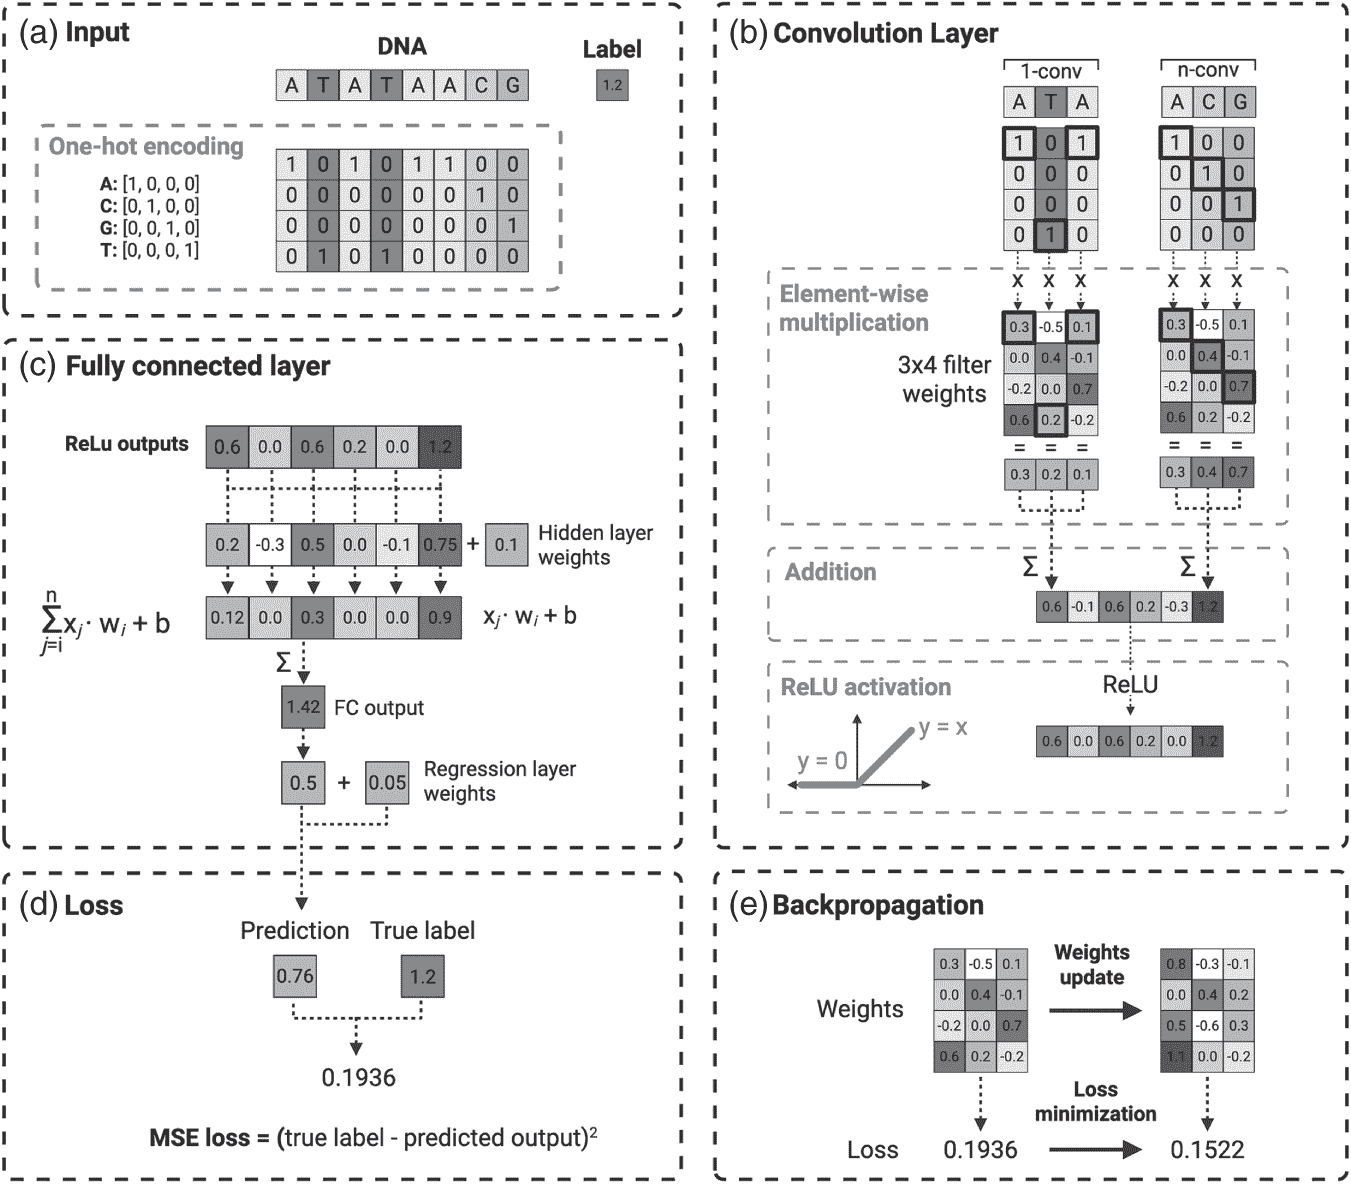 (a) Input
DNA
Label
A T A T A A C G
1.2
One-hot encoding
A: [1, 0, 0, 0]
C: [0, 1, 0, 0]
G: [0, 0, 1, 0]
T: [0, 0, 0, 1]
1 0 1 0 1 1 0 0
0 0 0 0 0 0 1 0
0 0 0 0 0 0 0 1
0 1 0 1 0 0 0 0
(b) Convolution Layer
1-conv
n-conv
A T A
A C G
1 0 1
1 0 0
0 0 0
0 1 0
0 0 0
0 0 1
0 1 0
0 0 0
x x x
x x x
Element-wise
multiplication
3x4 filter
weights
0.3 -0.5 0.1
0.3 -0.5 0.1
0.0 0.4 -0.1
0.0 0.4 -0.1
-0.2 0.0 0.7
-0.2 0.0 0.7
0.6 0.2 -0.2
0.6 0.2 -0.2
= = =
= = =
0.3 0.2 0.1
0.3 0.4 0.7
Addition
Σ
Σ
0.6 -0.1 0.6 0.2 -0.3 1.2
ReLU activation
ReLU
y = 0
y = x
0.6 0.0 0.6 0.2 0.0 1.2
(c) Fully connected layer
ReLu outputs
0.6 0.0 0.6 0.2 0.0 1.2
0.2 -0.3 0.5 0.0 -0.1 0.75 + 0.1
Hidden layer
weights
n
Σ xj · wi + b
j=i
0.12 0.0 0.3 0.0 0.0 0.9
xj · wi + b
Σ
1.42 FC output
0.5 + 0.05
Regression layer
weights
(d) Loss
Prediction
True label
0.76
1.2
0.1936
MSE loss = (true label - predicted output)²
(e) Backpropagation
Weights
0.3 -0.5 0.1
0.0 0.4 -0.1
-0.2 0.0 0.7
0.6 0.2 -0.2
Weights
update
0.8 -0.3 -0.1
0.0 0.4 0.2
0.5 -0.6 0.3
1.1 0.0 -0.2
Loss
minimization
Loss
0.1936
0.1522